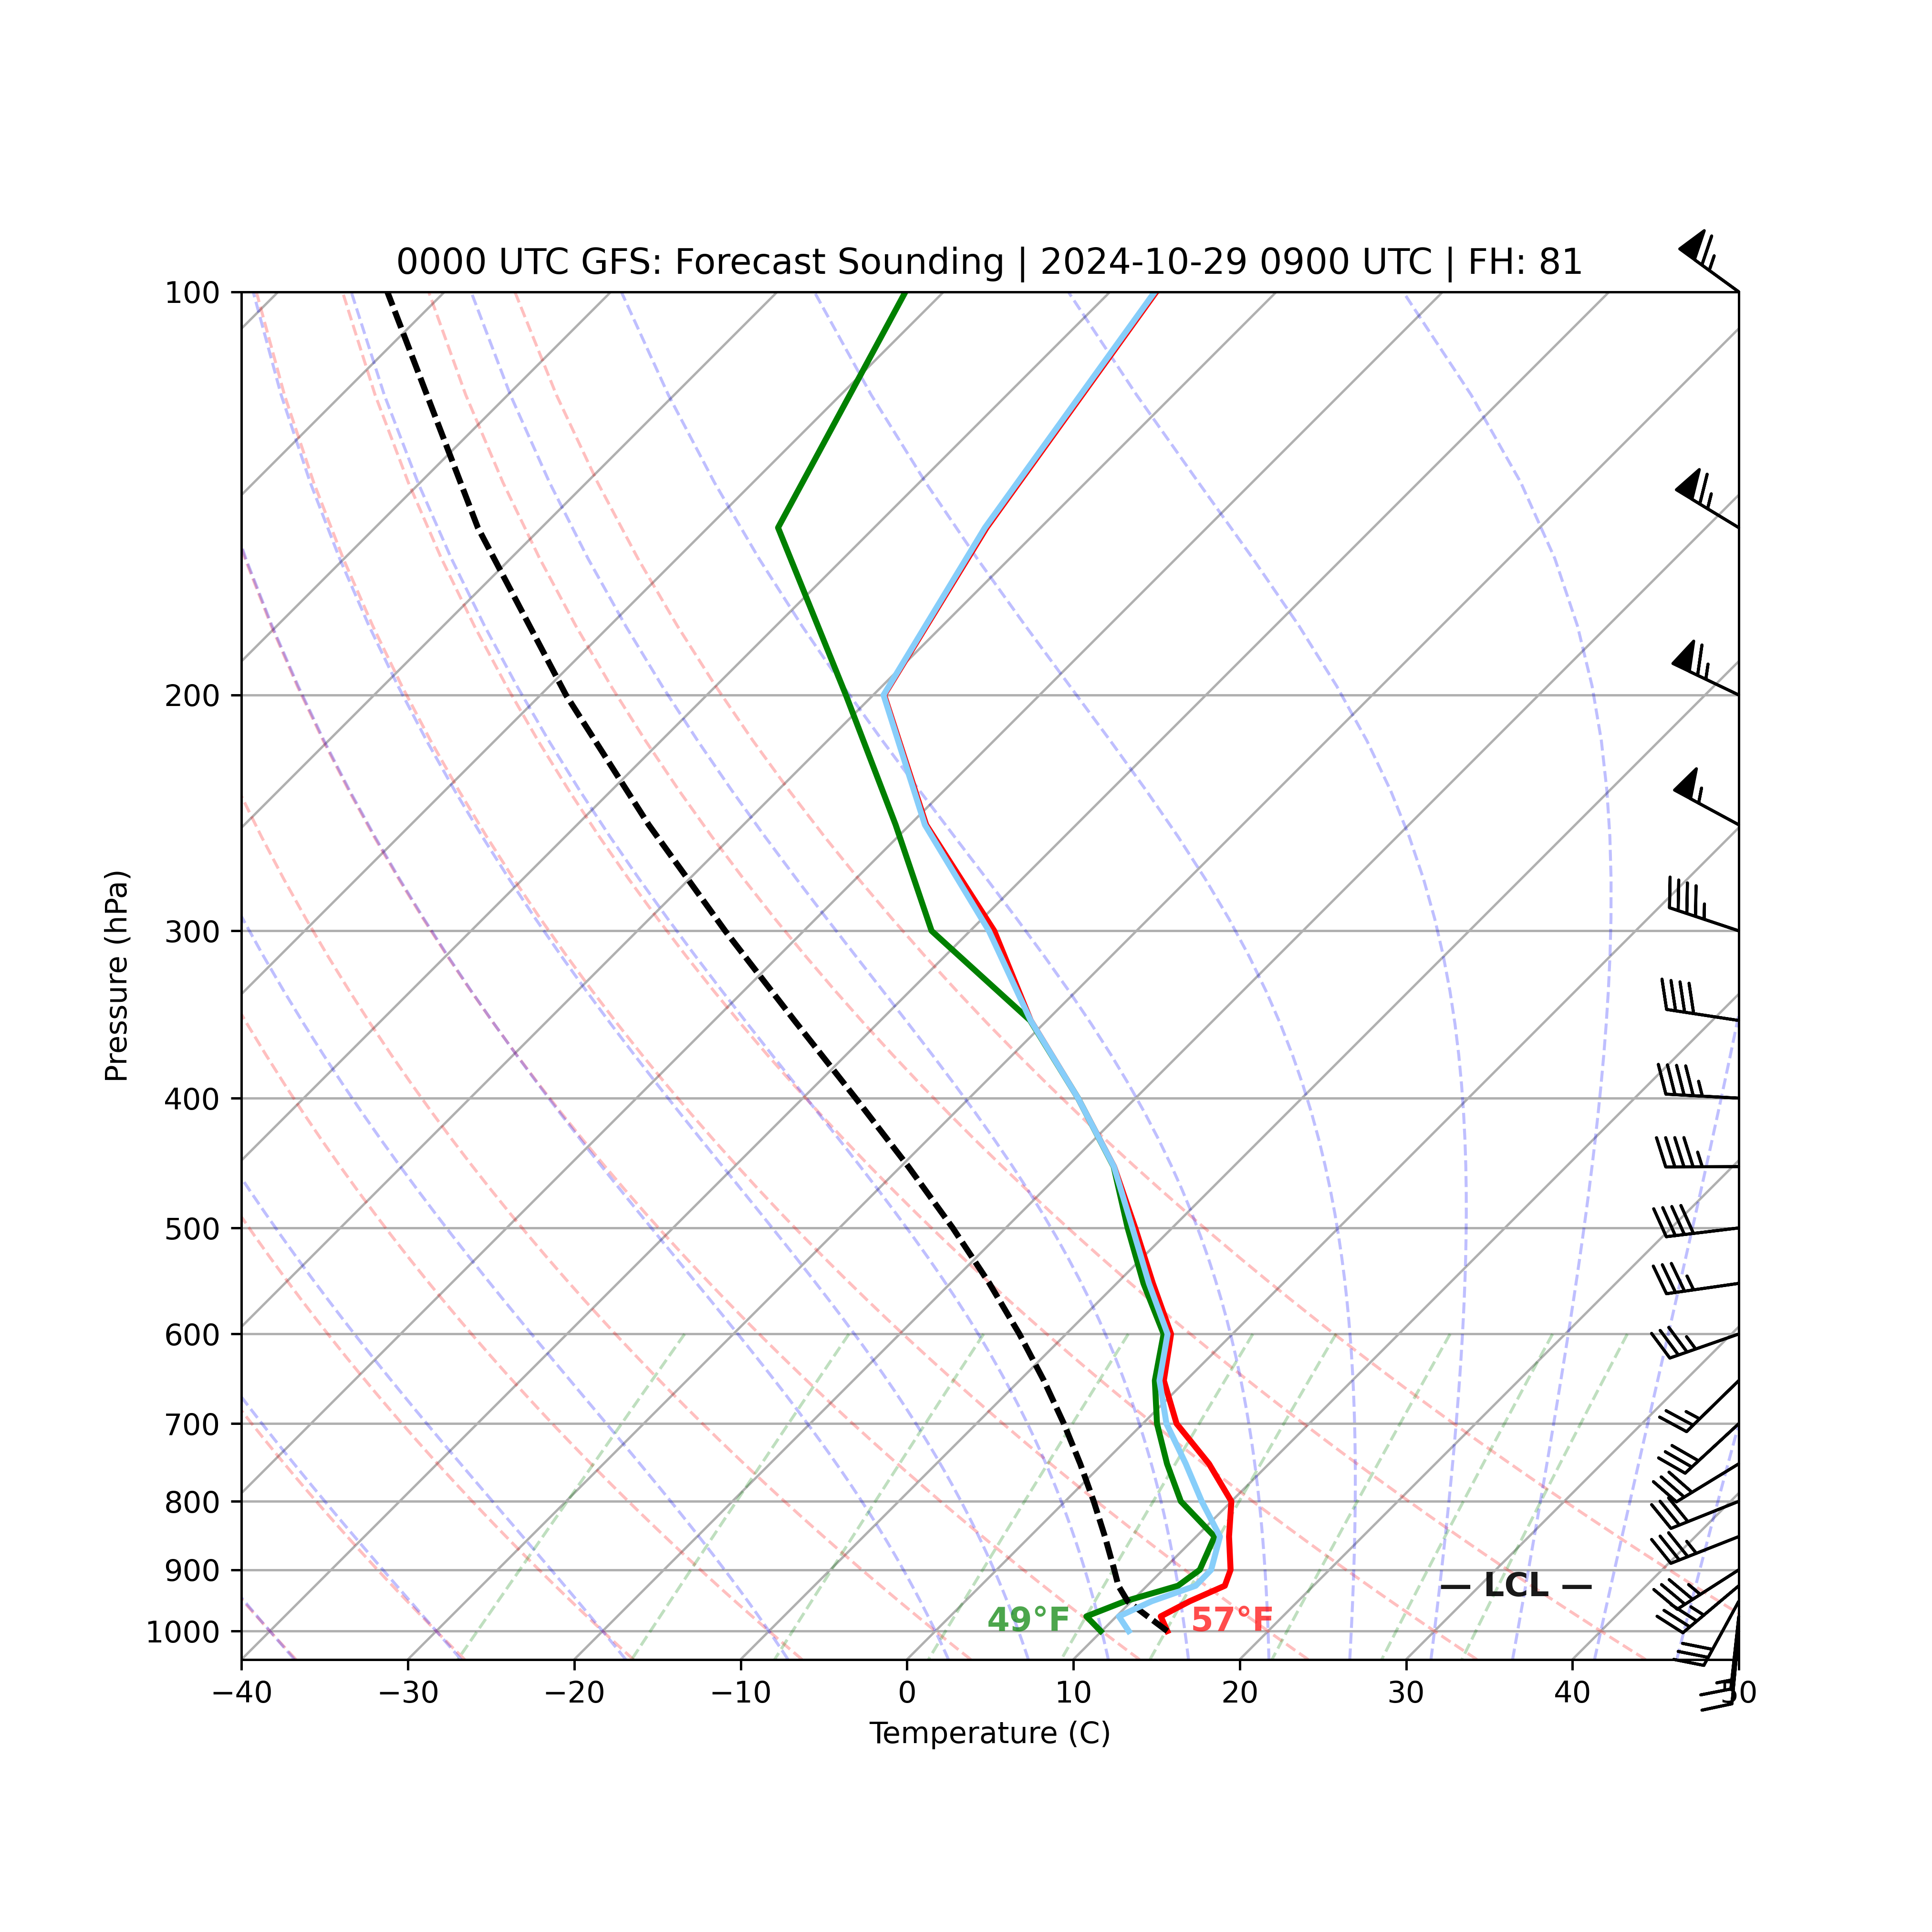 0000 UTC GFS: Forecast Sounding | 2024-10-29 0900 UTC | FH: 81
100
200
300
400
500
600
700
800
900
1000
Pressure (hPa)
— LCL —
49°F
57°F
−40 −30 −20 −10 0 10 20 30 40 50
Temperature (C)